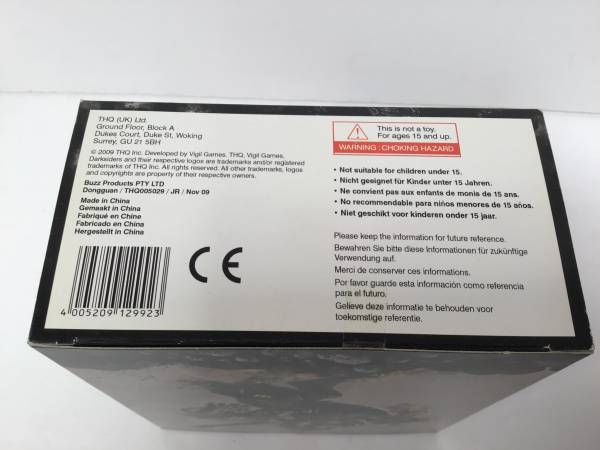 THQ (UK) Ltd.
Ground Floor, Block A
Dukes Court, Duke St, Woking
Surrey, GU 21 5BH
© 2009 THQ Inc. Developed by Vigil Games. THQ, Vigil Games,
Darksiders and their respective logos are trademarks and/or registered
trademarks of THQ Inc. All rights reserved. All other trademarks, logos
and copyrights are property of their respective owners.
Buzz Products PTY LTD
Dongguan / THQ005029 / JR / Nov 09
Made in China
Gemaakt in China
Fabriqué en Chine
Fabricado en China
Hergestellt in China
4 005209 129923
CE
This is not a toy.
For ages 15 and up.
WARNING : CHOKING HAZARD
• Not suitable for children under 15.
• Nicht geignet für Kinder unter 15 Jahren.
• Ne convient pas aux enfants de monis de 15 ans.
• No recommendable para niños menores de 15 años.
• Niet geschikt voor kinderen onder 15 jaar.
Please keep the information for future reference.
Bewahren Sie bitte diese Informationen für zukünftige
Verwendung auf.
Merci de conserver ces informations.
Por favor guarde esta información como referencia
para el futuro.
Gelieve deze informatie te behouden voor
toekomstige referentie.